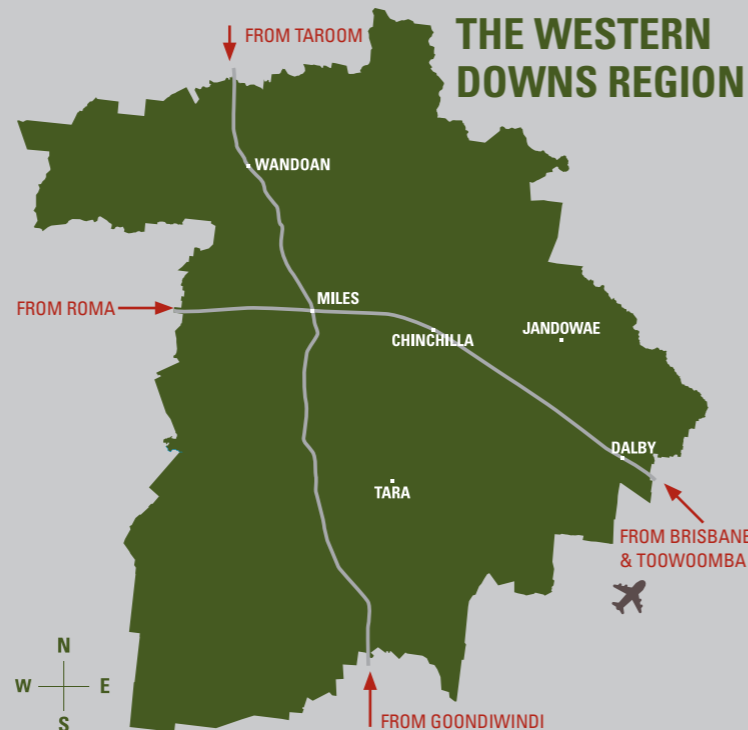 THE WESTERN
DOWNS REGION
FROM TAROOM
WANDOAN
FROM ROMA
MILES
CHINCHILLA
JANDOWAE
DALBY
TARA
FROM BRISBANE
& TOOWOOMBA
N
W E
S
FROM GOONDIWINDI